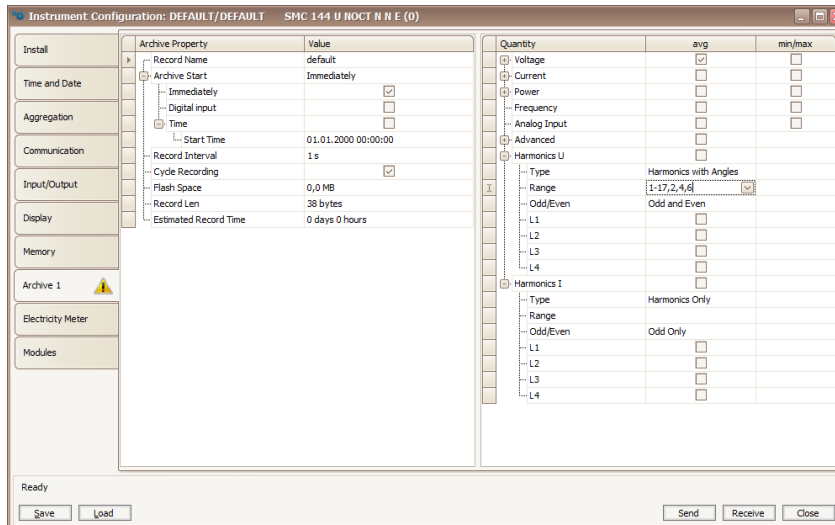 Instrument Configuration: DEFAULT/DEFAULT SMC 144 U NOCT N N E (0)
Install
Time and Date
Aggregation
Communication
Input/Output
Display
Memory
Archive 1
Electricity Meter
Modules
Archive Property Value
Record Name default
Archive Start Immediately
Immediately
Digital input
Time
Start Time 01.01.2000 00:00:00
Record Interval 1 s
Cycle Recording
Flash Space 0,0 MB
Record Len 38 bytes
Estimated Record Time 0 days 0 hours
Quantity avg min/max
Voltage
Current
Power
Frequency
Analog Input
Advanced
Harmonics U
Type Harmonics with Angles
Range 1-17,2,4,6
Odd/Even Odd and Even
L1
L2
L3
L4
Harmonics I
Type Harmonics Only
Range
Odd/Even Odd Only
L1
L2
L3
L4
Ready
Save Load Send Receive Close